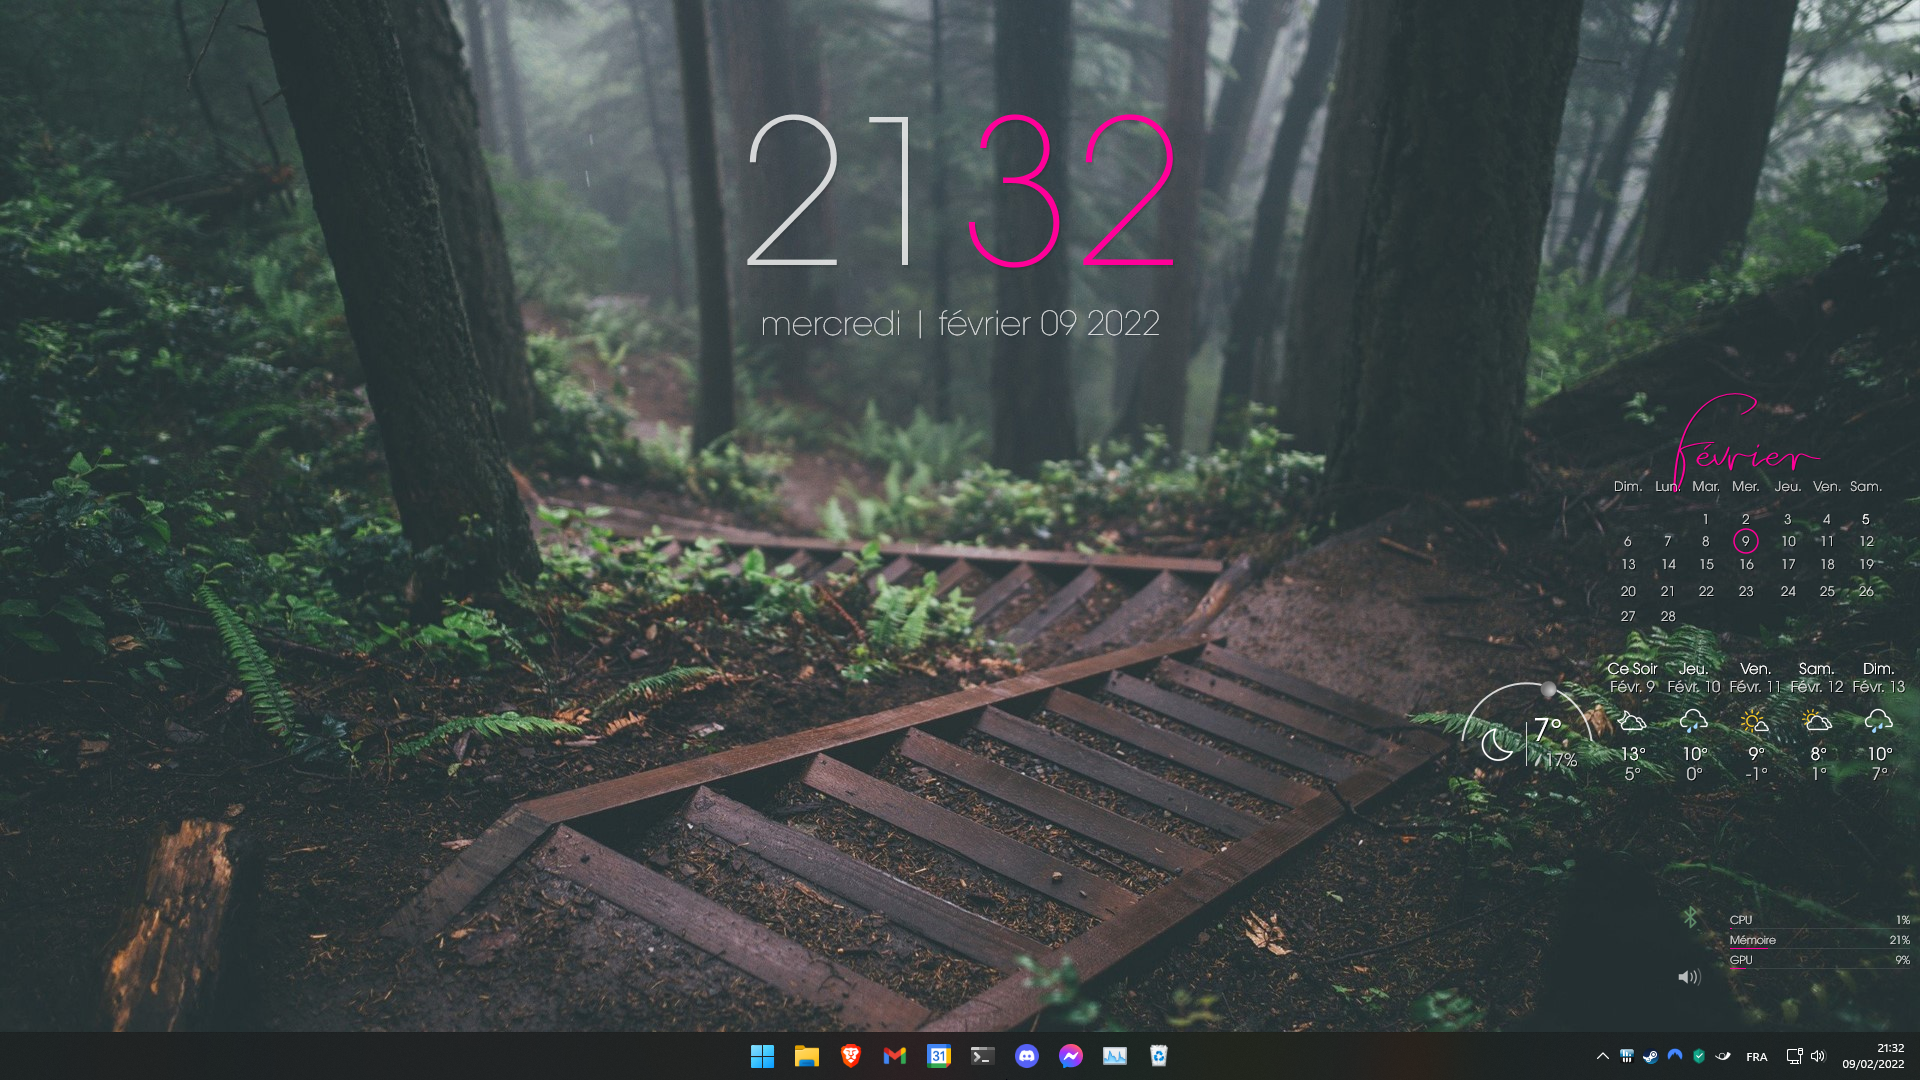 21 32
mercredi | février 09 2022
février
Dim. Lun. Mar. Mer. Jeu. Ven. Sam.
1 2 3 4 5
6 7 8 9 10 11 12
13 14 15 16 17 18 19
20 21 22 23 24 25 26
27 28
Ce Soir Jeu. Ven. Sam. Dim.
Févr. 9 Févr. 10 Févr. 11 Févr. 12 Févr. 13
7°
17%
13° 10° 9° 8° 10°
5° 0° -1° 1° 7°
CPU 1%
Mémoire 21%
GPU 9%
31
FRA
21:32
09/02/2022